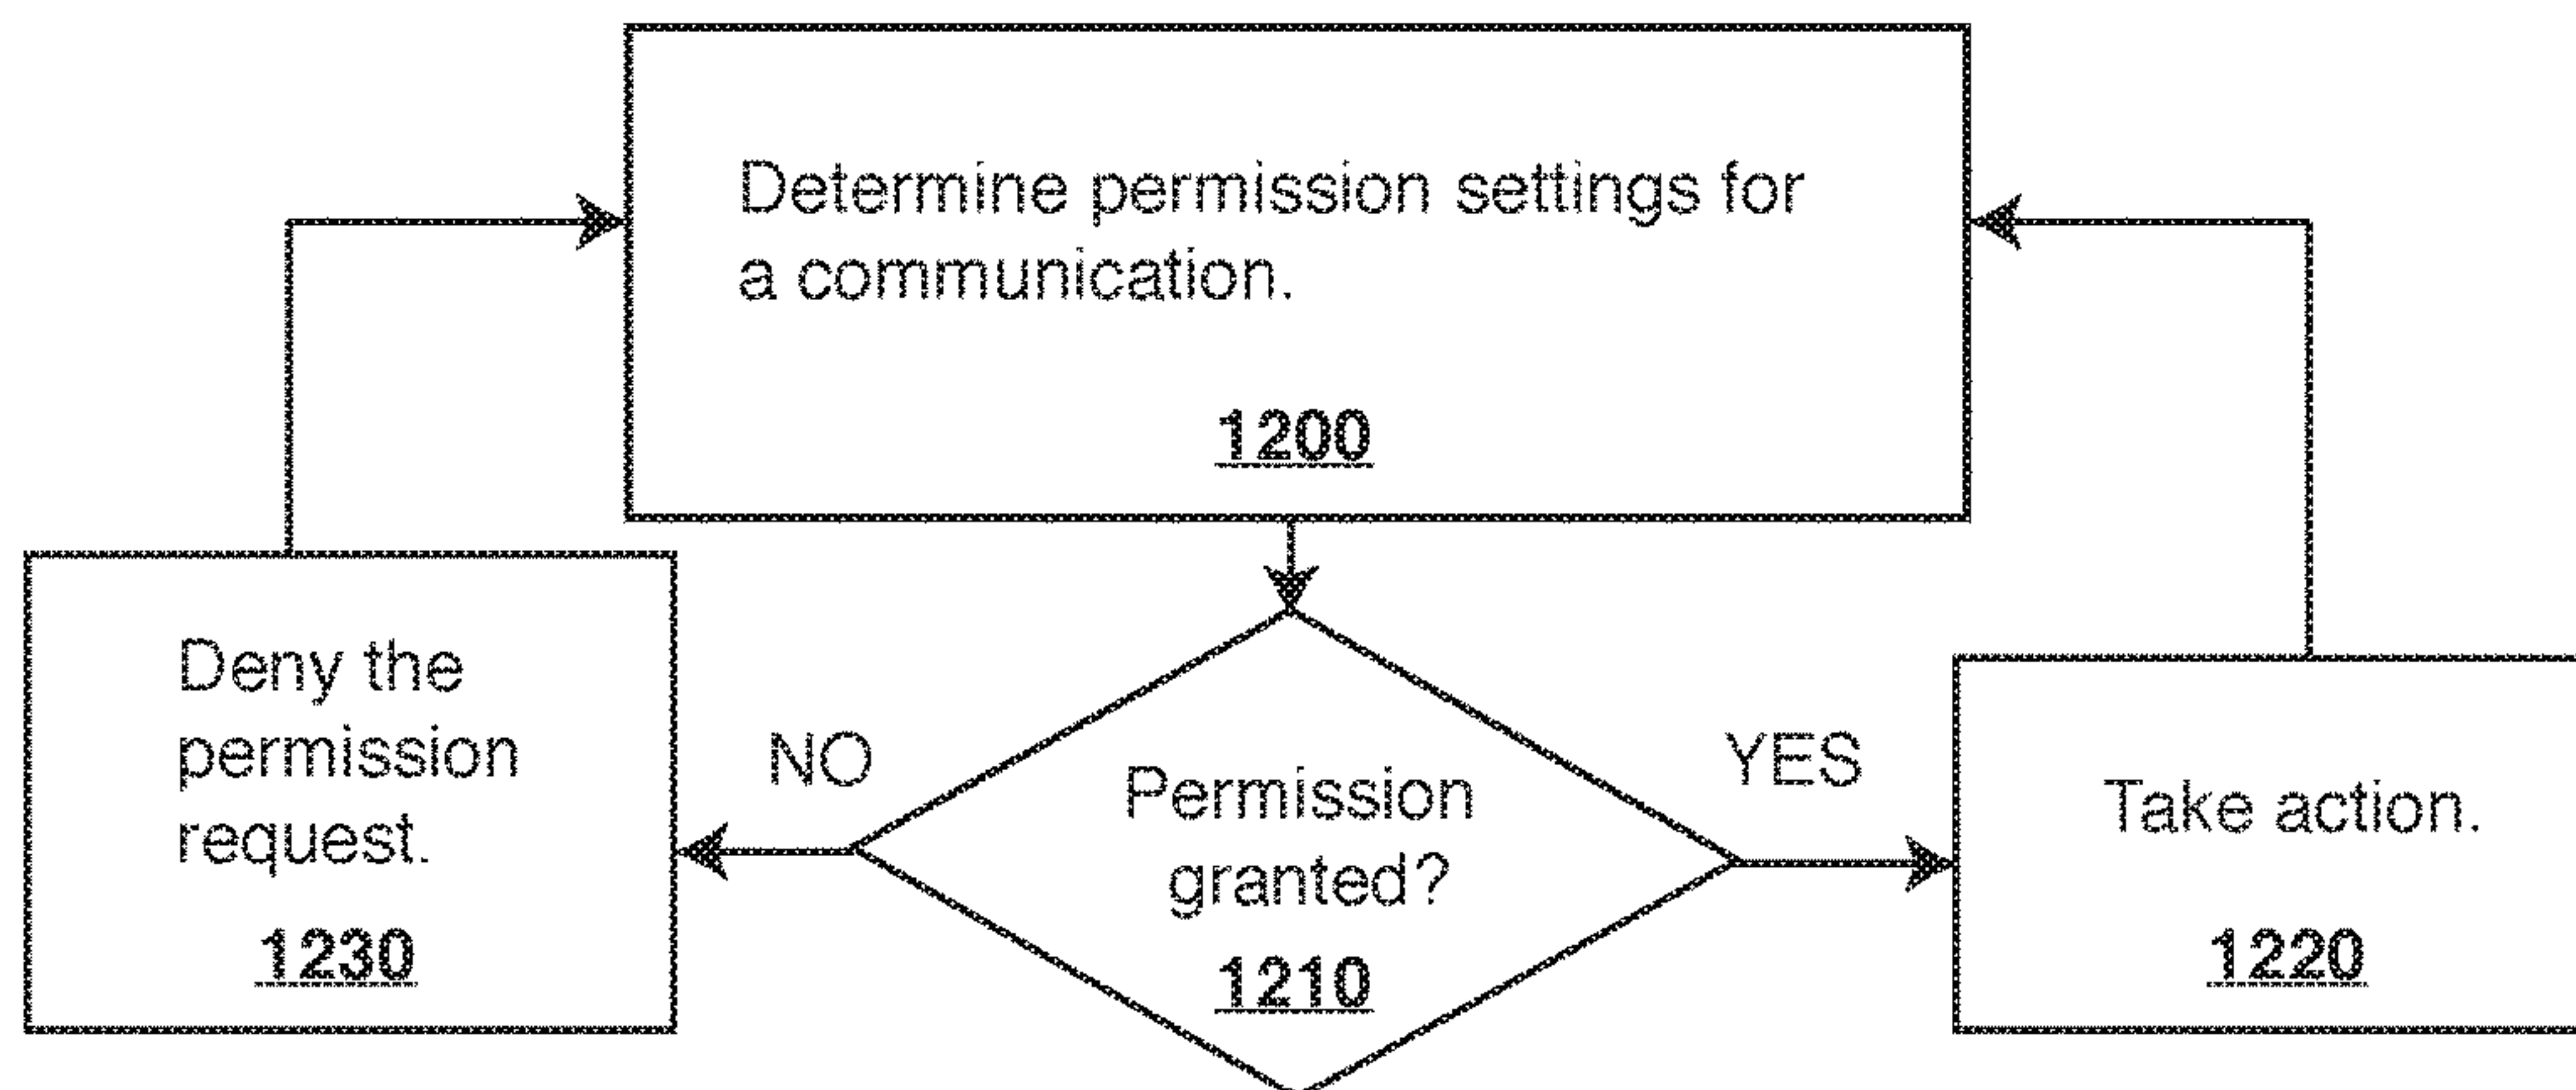 Determine permission settings for
a communication.
1200
Deny the
permission
request.
1230
NO
Permission
granted?
1210
YES
Take action.
1220